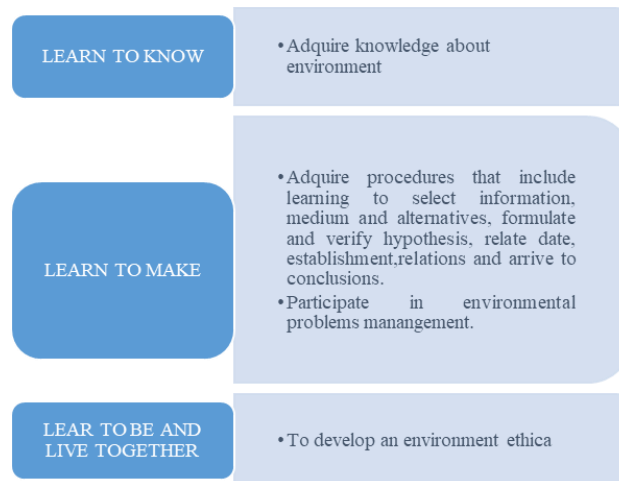 LEARN TO KNOW
•Adquire knowledge about
environment
LEARN TO MAKE
•Adquire procedures that include
learning to select information,
medium and alternatives, formulate
and verify hypothesis, relate date,
establishment,relations and arrive to
conclusions.
•Participate in environmental
problems manangement.
LEAR TO BE AND
LIVE TOGETHER
•To develop an environment ethica